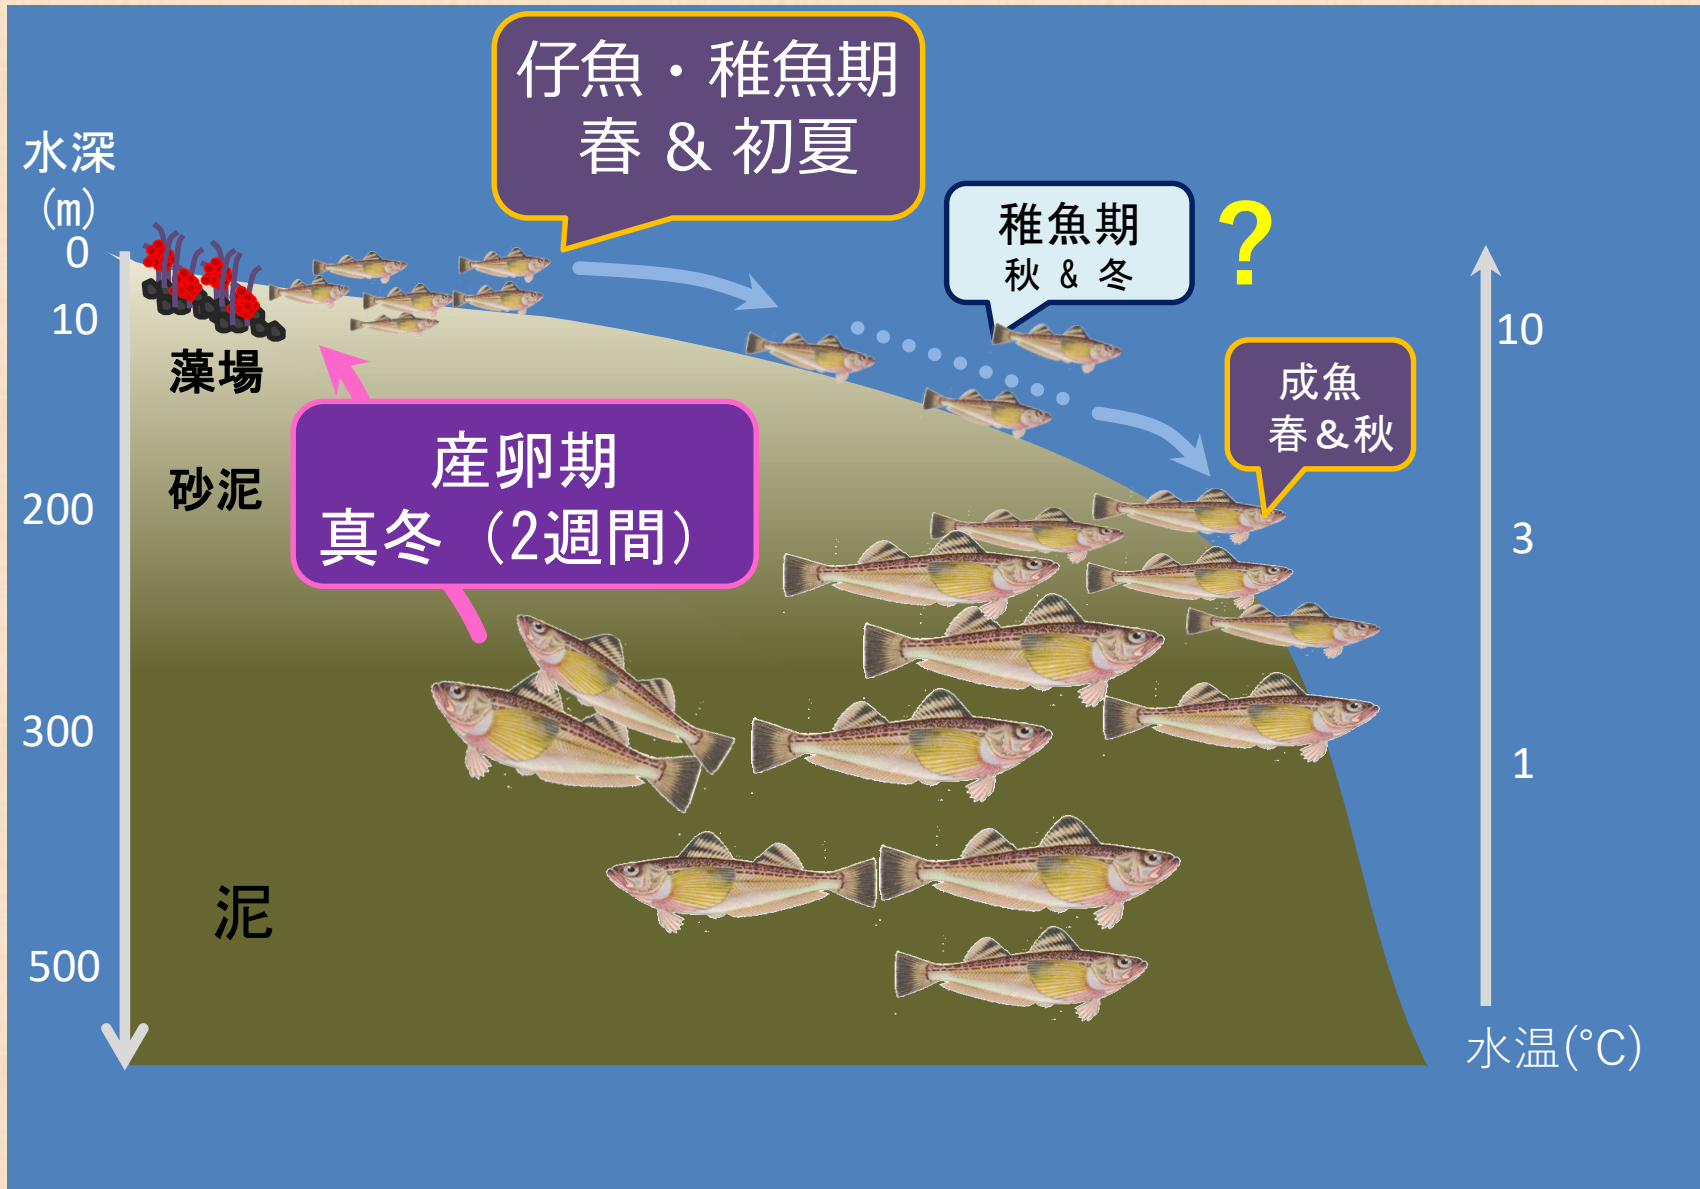 仔魚・稚魚期
春 & 初夏
水深
(m)
0
10
200
300
500
稚魚期
秋 & 冬
?
成魚
春&秋
藻場
砂泥
泥
産卵期
真冬（2週間）
10
3
1
水温(°C)